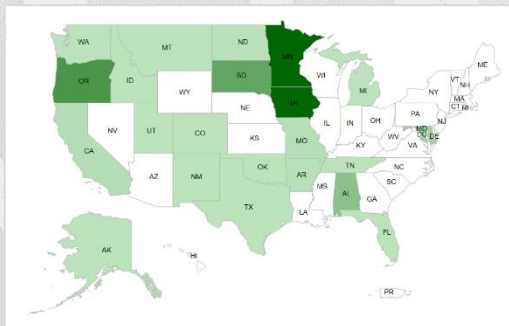 WA
MT
ND
MN
OR
ID
SD
WI
WY
MI
IA
NE
NV
UT
CO
CA
KS
MO
IL
IN
OH
KY
WV
VA
PA
NY
VT
NH
ME
MA
CT
RI
NJ
MD
DC
DE
AZ
NM
OK
AR
TN
NC
SC
MS
AL
GA
TX
LA
FL
AK
HI
PR